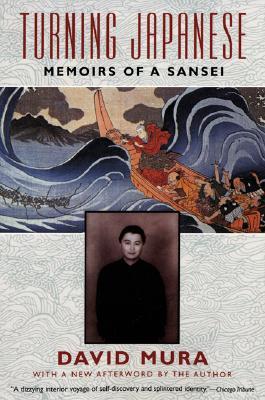 TURNING JAPANESE
MEMOIRS OF A SANSEI
DAVID MURA
WITH A NEW AFTERWORD BY THE AUTHOR
"A dizzying interior voyage of self-discovery and splintered identity."—Chicago Tribune